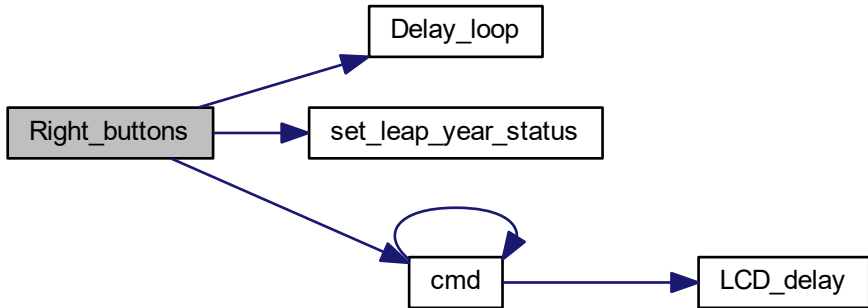 Delay_loop
Right_buttons
set_leap_year_status
cmd
LCD_delay